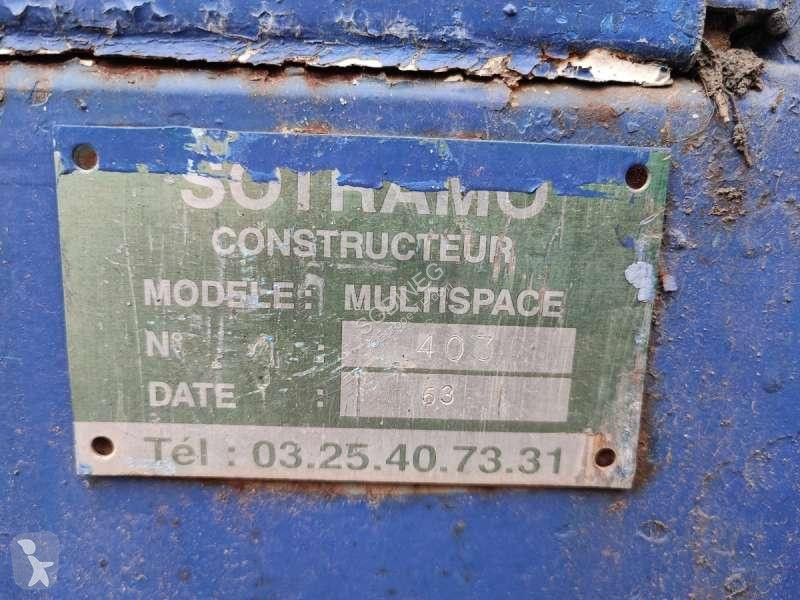 SOTRAMO
CONSTRUCTEUR
MODELE : MULTISPACE
N° : 403
DATE : 63
Tél : 03.25.40.73.31